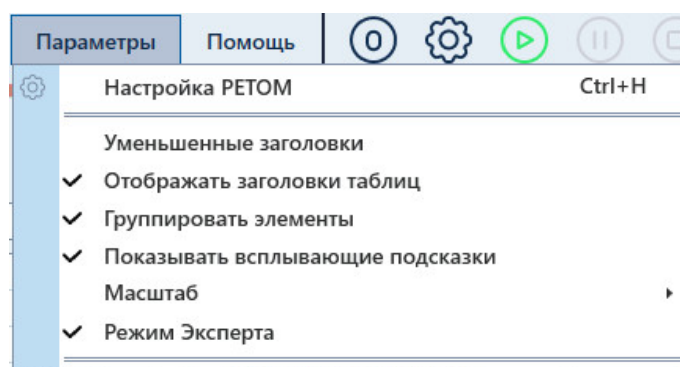 Параметры Помощь
Настройка РЕТОМ Ctrl+H
Уменьшенные заголовки
Отображать заголовки таблиц
Группировать элементы
Показывать всплывающие подсказки
Масштаб
Режим Эксперта